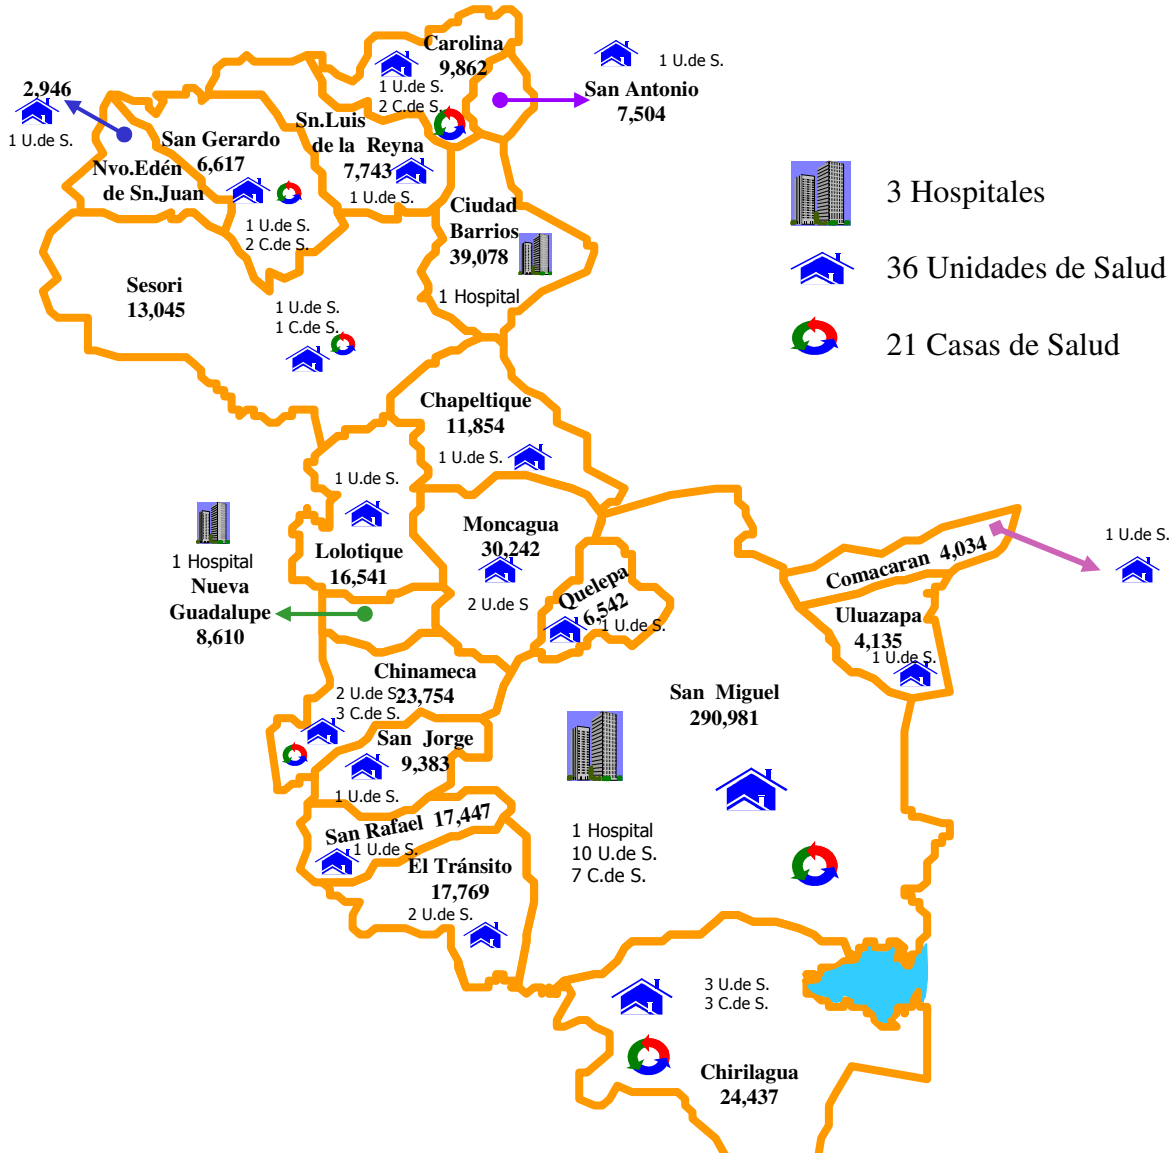 Carolina
9,862
1 U.de S.
2 C.de S.
1 U.de S.
San Antonio
7,504
2,946
1 U.de S.
Nvo.Edén
de Sn.Juan
San Gerardo
6,617
1 U.de S.
2 C.de S.
Sn.Luis
de la Reyna
7,743
1 U.de S.
Ciudad
Barrios
39,078
1 Hospital
3 Hospitales
36 Unidades de Salud
21 Casas de Salud
Sesori
13,045
1 U.de S.
1 C.de S.
Chapeltique
11,854
1 U.de S.
1 U.de S.
Lolotique
16,541
1 Hospital
Nueva
Guadalupe
8,610
Moncagua
30,242
2 U.de S
Quelepa
6,542
1 U.de S.
Comacaran 4,034
1 U.de S.
Uluazapa
4,135
1 U.de S.
Chinameca
23,754
2 U.de S.
3 C.de S.
San Jorge
9,383
1 U.de S.
San Rafael 17,447
1 U.de S.
El Tránsito
17,769
2 U.de S.
San Miguel
290,981
1 Hospital
10 U.de S.
7 C.de S.
3 U.de S.
3 C.de S.
Chirilagua
24,437